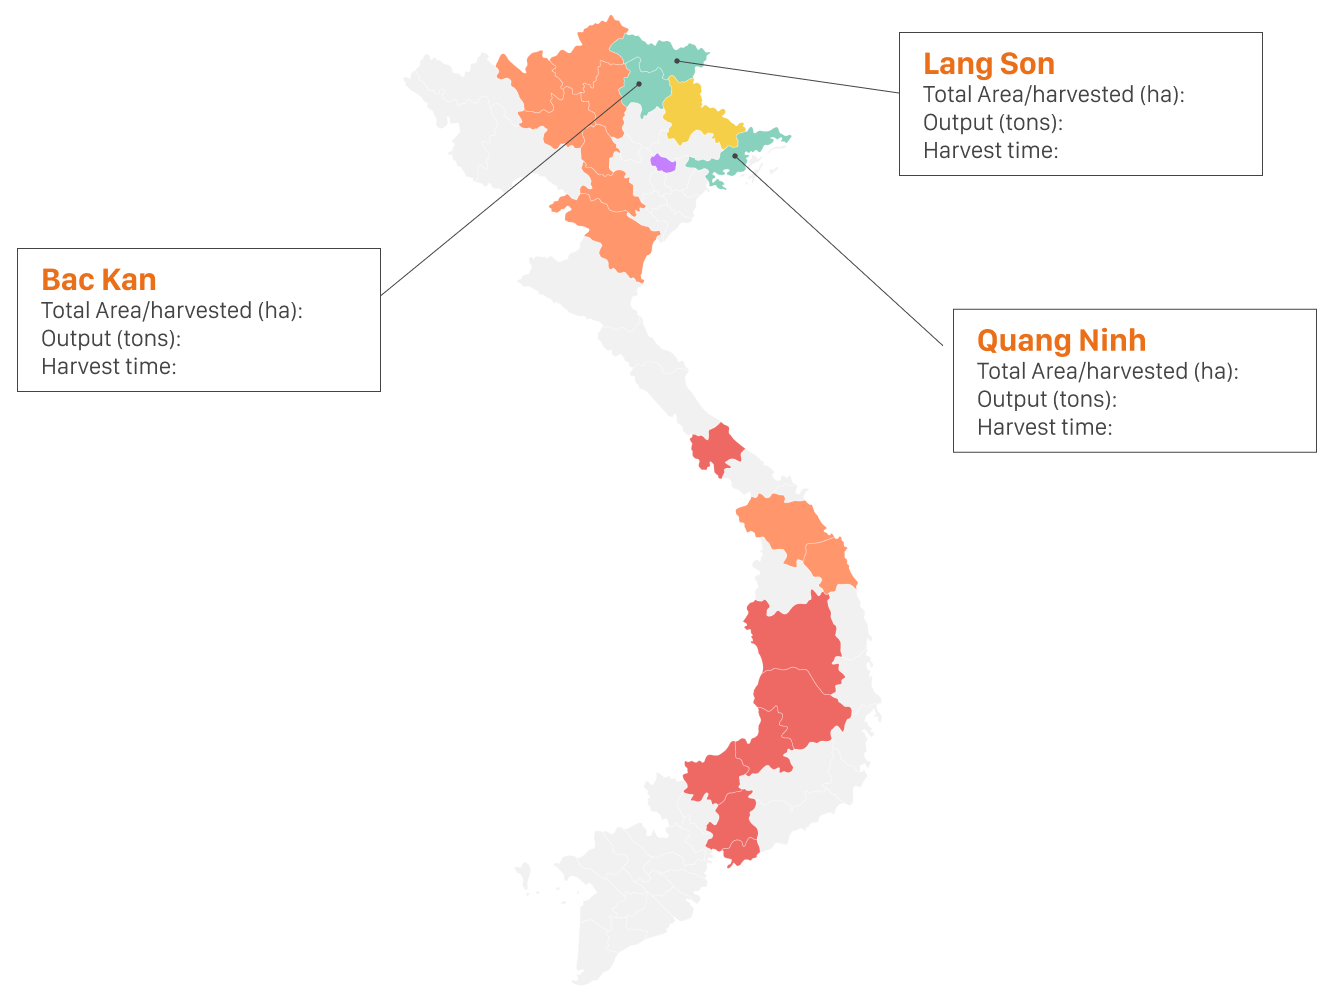 Lang Son
Total Area/harvested (ha):
Output (tons):
Harvest time:
Bac Kan
Total Area/harvested (ha):
Output (tons):
Harvest time:
Quang Ninh
Total Area/harvested (ha):
Output (tons):
Harvest time: